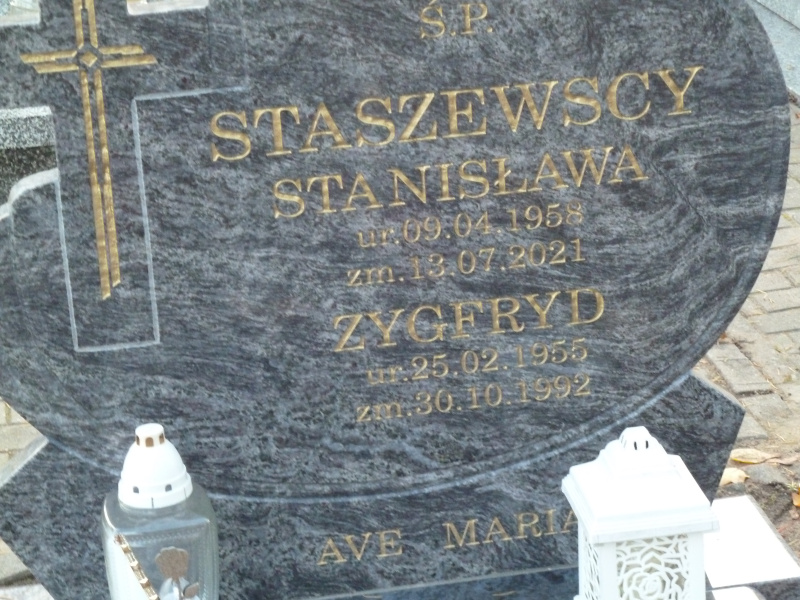 Ś.P.
STASZEWSCY
STANISŁAWA
ur.09.04.1958
zm.13.07.2021
ZYGFRYD
ur.25.02.1955
zm.30.10.1992
AVE MARIA